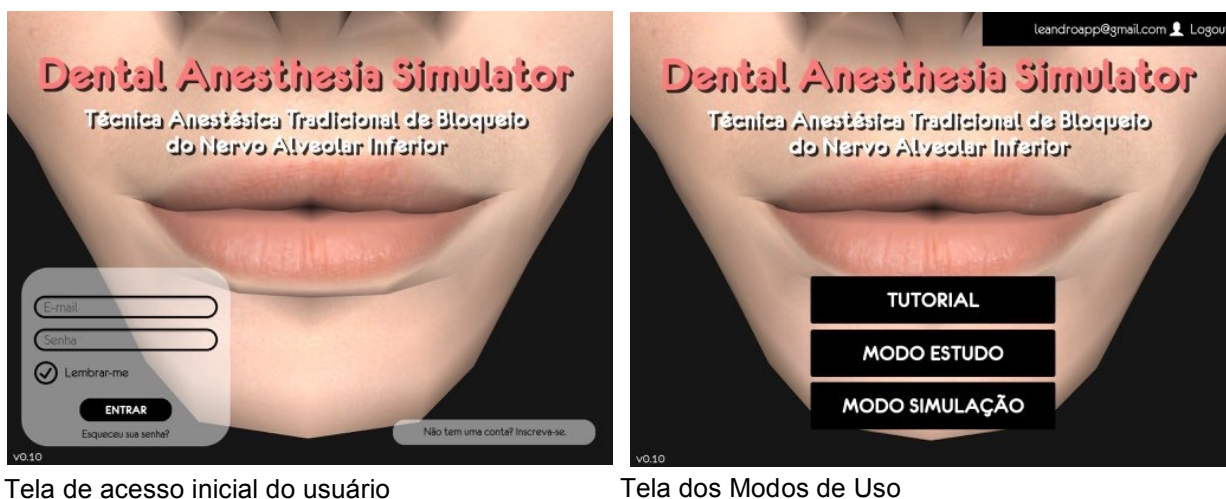 Dental Anesthesia Simulator
Técnica Anestésica Tradicional de Bloqueio
do Nervo Alveolar Inferior
E-mail
Senha
Lembrar-me
ENTRAR
Esqueceu sua senha?
Não tem uma conta? Inscreva-se.
v0.10
Tela de acesso inicial do usuário
leandroapp@gmail.com Logout
Dental Anesthesia Simulator
Técnica Anestésica Tradicional de Bloqueio
do Nervo Alveolar Inferior
TUTORIAL
MODO ESTUDO
MODO SIMULAÇÃO
v0.10
Tela dos Modos de Uso